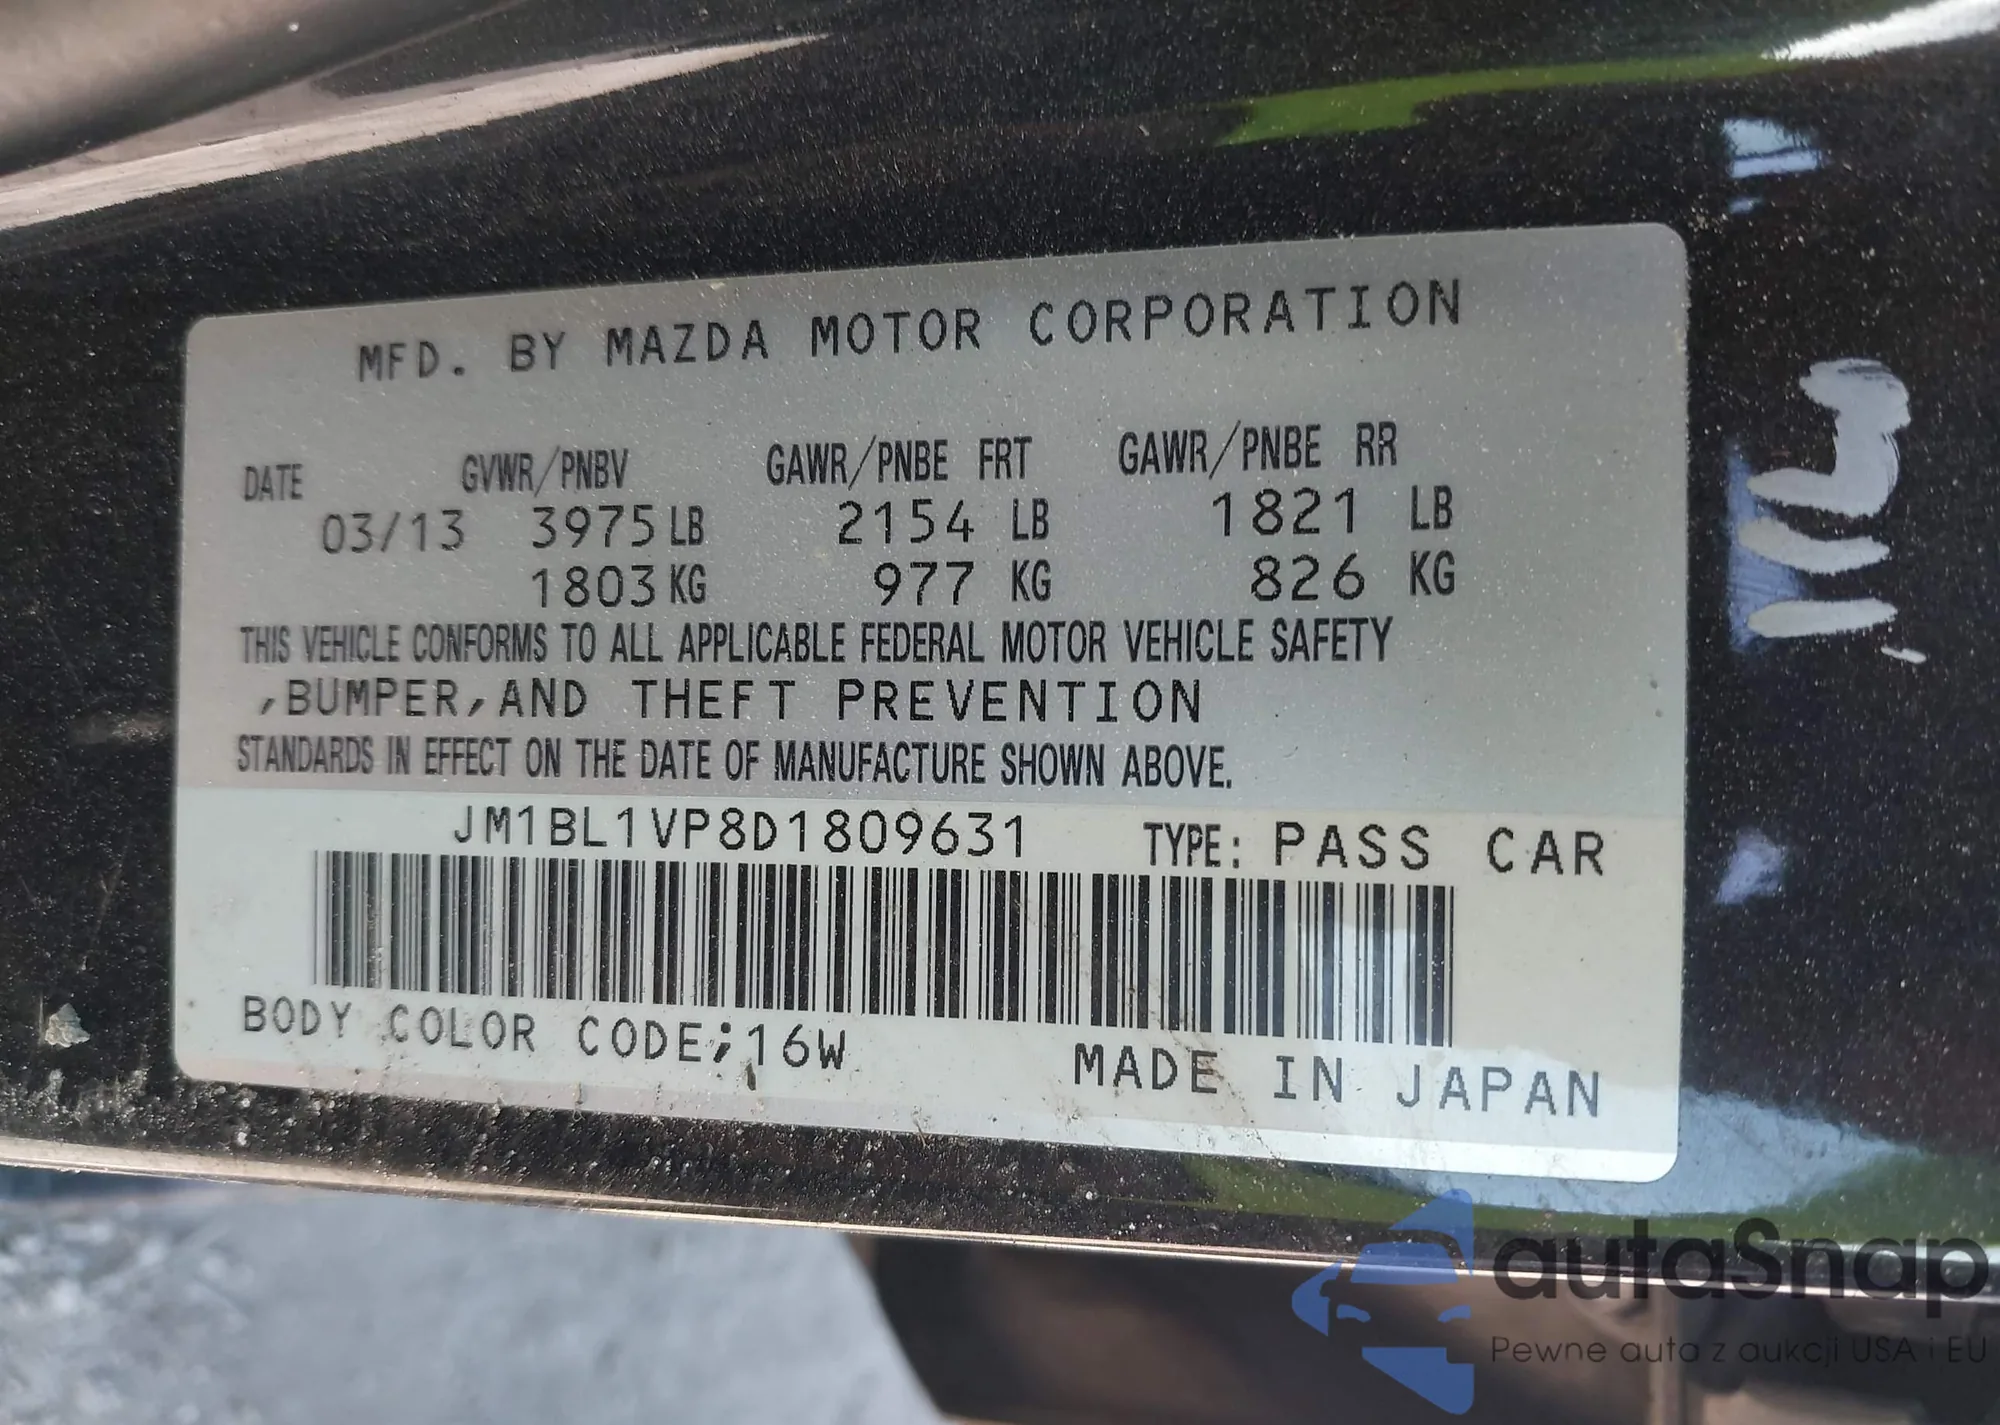 MFD. BY MAZDA MOTOR CORPORATION
DATE GVWR/PNBV GAWR/PNBE FRT GAWR/PNBE RR
03/13 3975 LB 2154 LB 1821 LB
1803 KG 977 KG 826 KG
THIS VEHICLE CONFORMS TO ALL APPLICABLE FEDERAL MOTOR VEHICLE SAFETY
,BUMPER,AND THEFT PREVENTION
STANDARDS IN EFFECT ON THE DATE OF MANUFACTURE SHOWN ABOVE.
JM1BL1VP8D1809631 TYPE: PASS CAR
BODY COLOR CODE;16W MADE IN JAPAN
autaSnap
Pewne auta z aukcji USA i EU